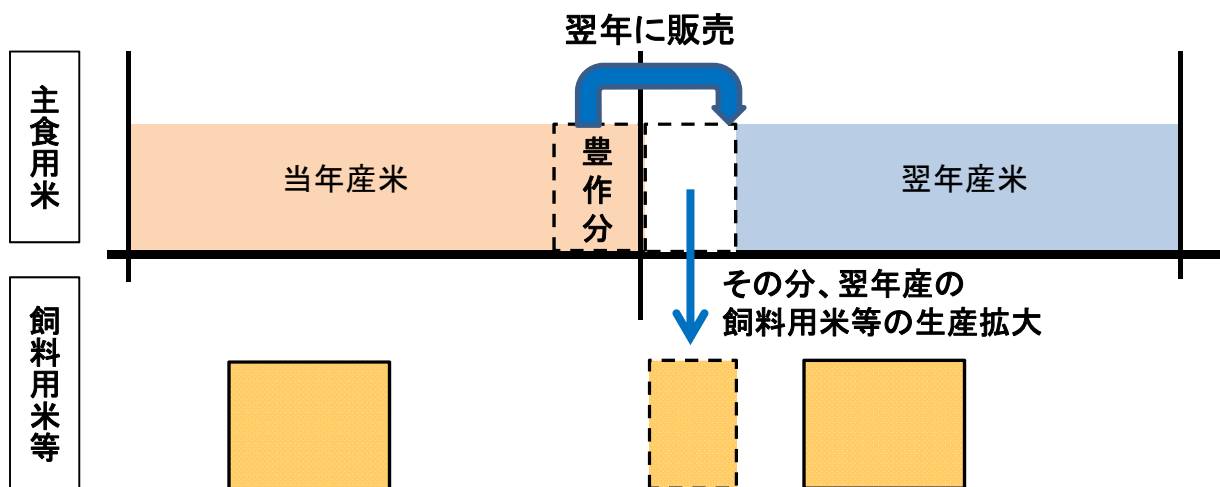 翌年に販売
主食用米
当年産米
豊作分
翌年産米
その分、翌年産の
飼料用米等の生産拡大
飼料用米等